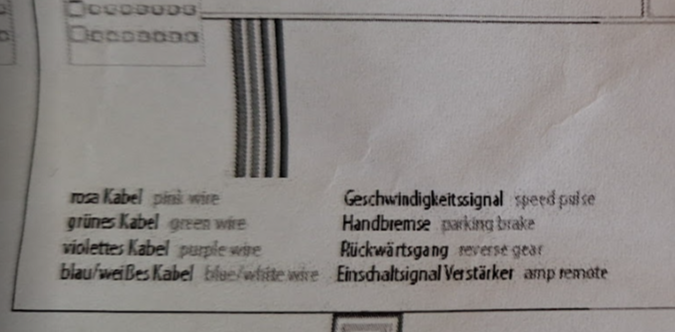 rosa Kabel pink wire Geschwindigkeitssignal speed pulse
grünes Kabel green wire Handbremse parking brake
violettes Kabel purple wire Rückwärtsgang reverse gear
blau/weißes Kabel blue/white wire Einschaltsignal Verstärker amp remote